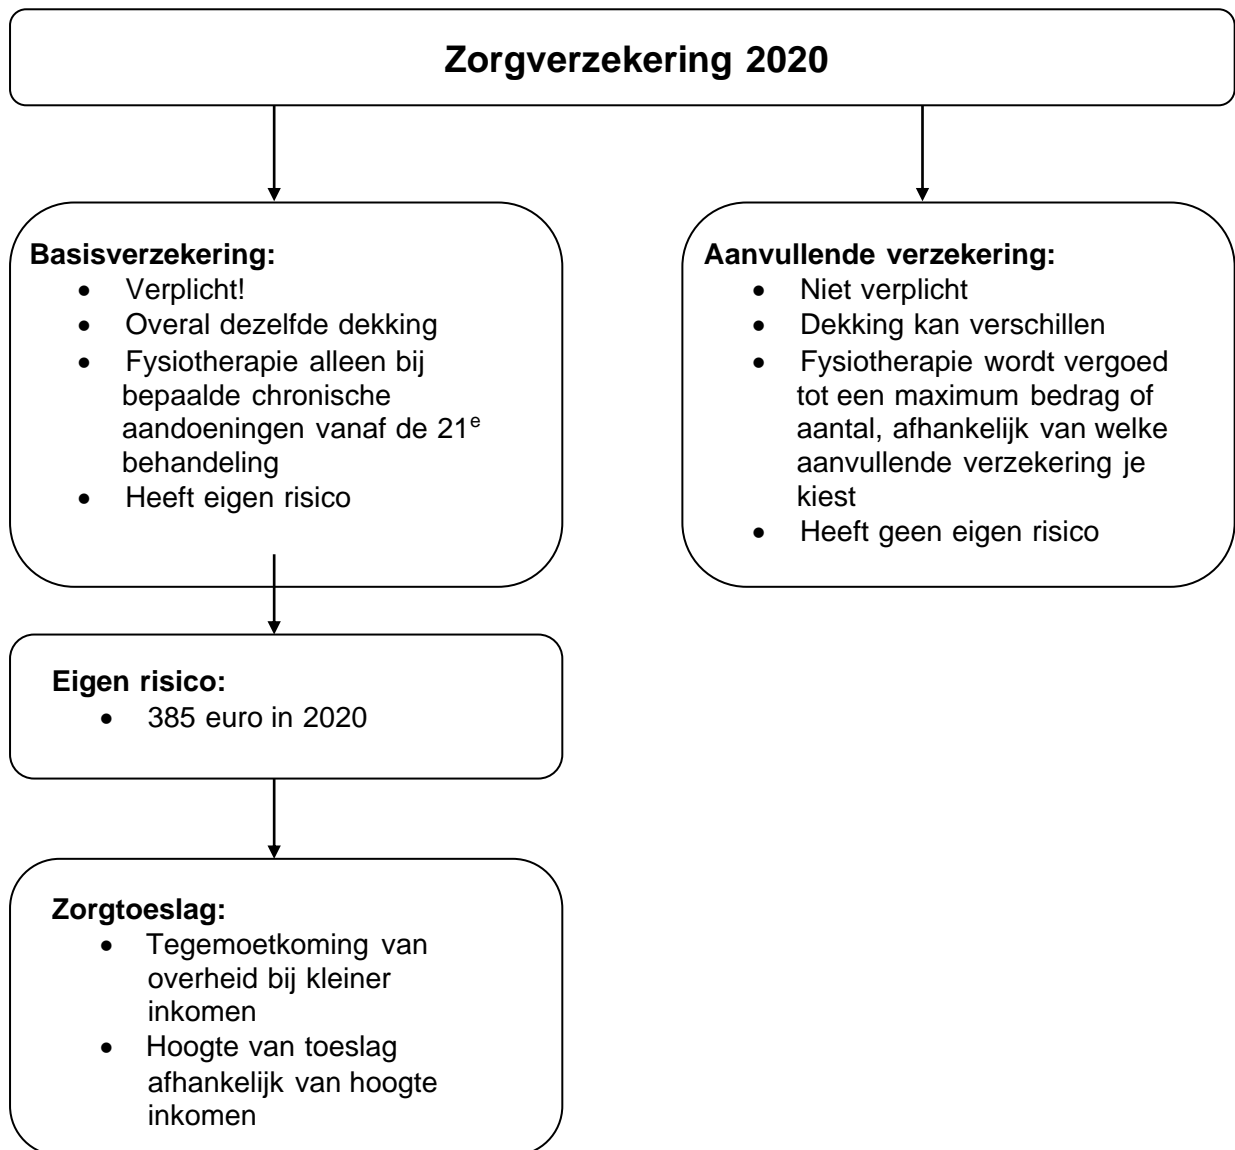 Zorgverzekering 2020
Basisverzekering:
• Verplicht!
• Overal dezelfde dekking
• Fysiotherapie alleen bij
bepaalde chronische
aandoeningen vanaf de 21e
behandeling
• Heeft eigen risico
Aanvullende verzekering:
• Niet verplicht
• Dekking kan verschillen
• Fysiotherapie wordt vergoed
tot een maximum bedrag of
aantal, afhankelijk van welke
aanvullende verzekering je
kiest
• Heeft geen eigen risico
Eigen risico:
• 385 euro in 2020
Zorgtoeslag:
• Tegemoetkoming van
overheid bij kleiner
inkomen
• Hoogte van toeslag
afhankelijk van hoogte
inkomen